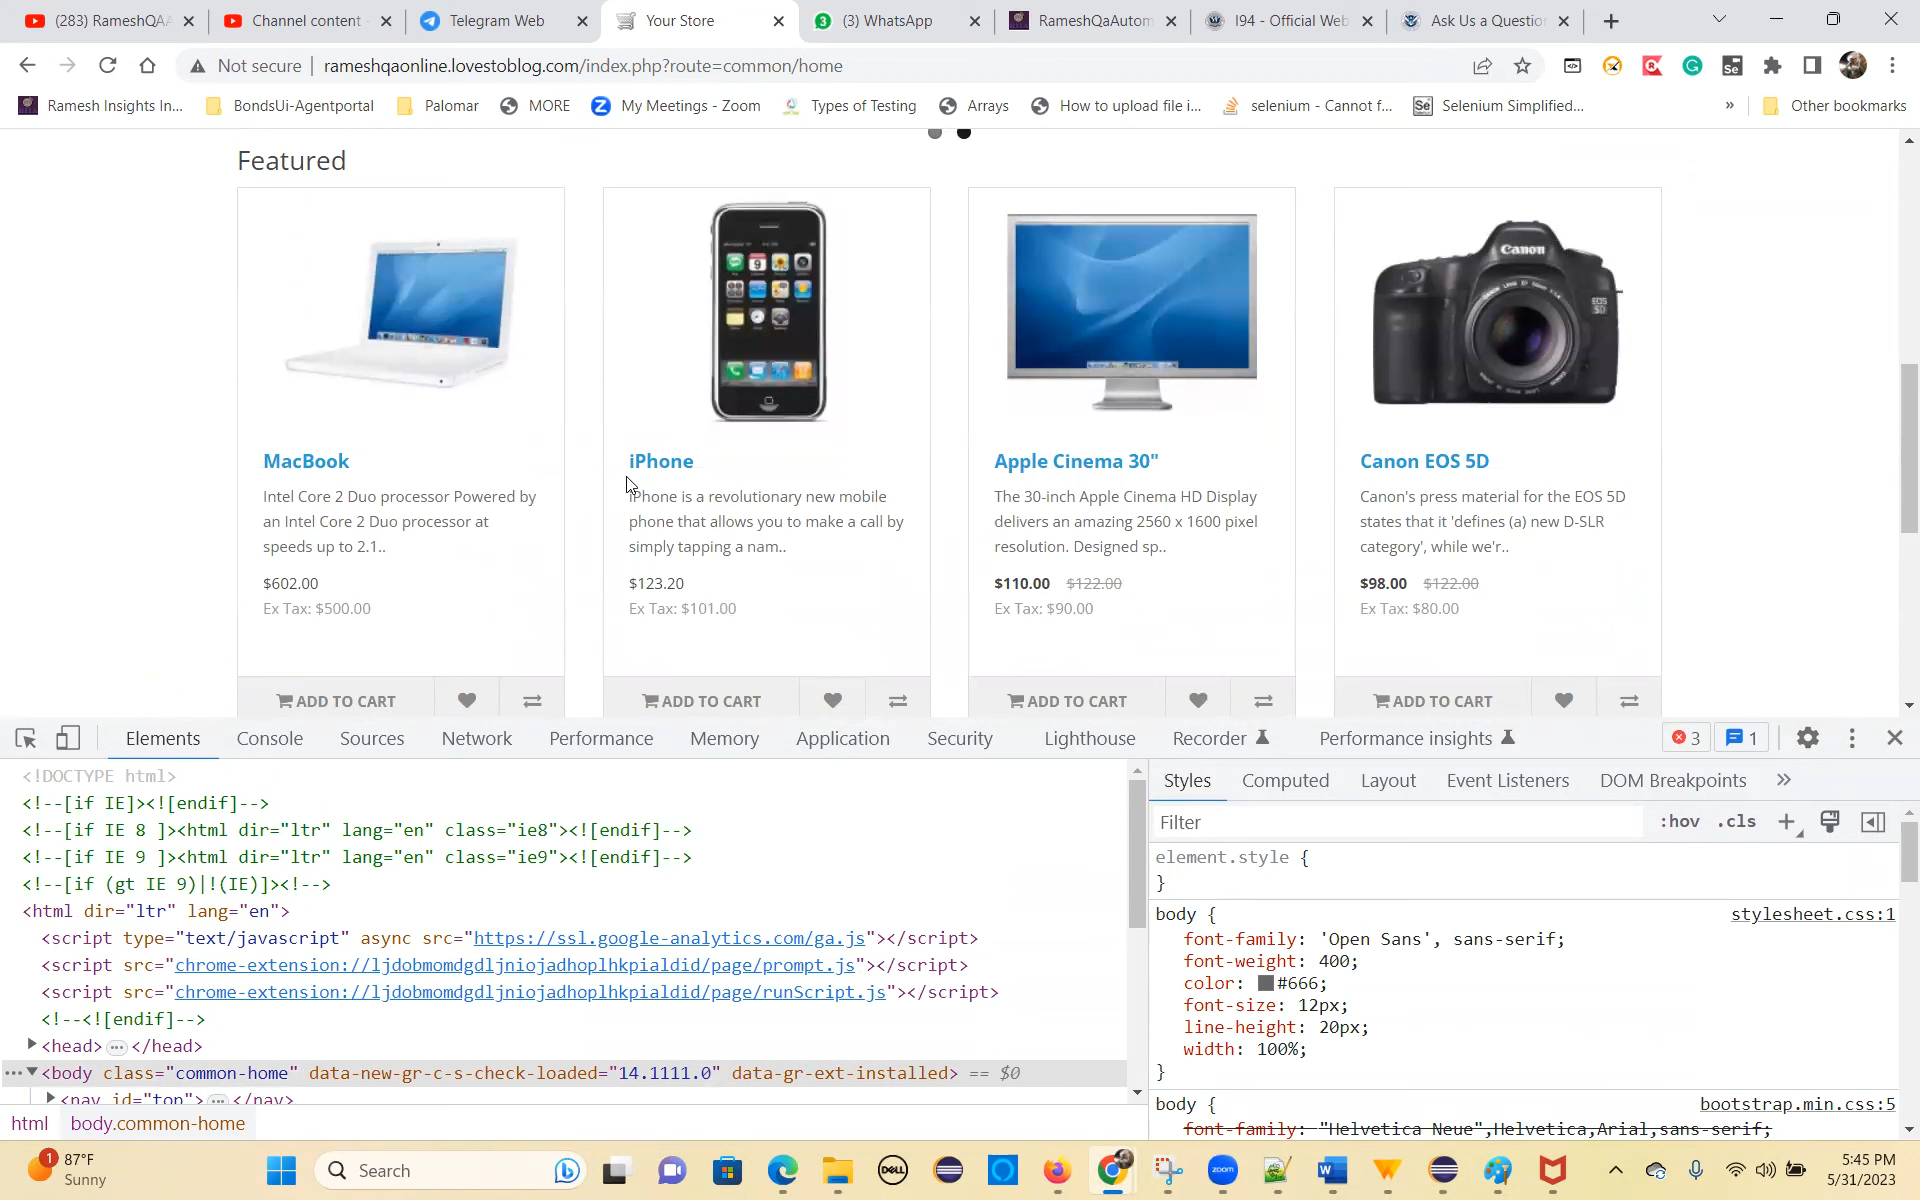 (283) RameshQAA
Channel content -
Telegram Web
Your Store
(3) WhatsApp
RameshQaAutom
I94 - Official Web
Ask Us a Question
Not secure
rameshqaonline.lovestoblog.com/index.php?route=common/home
Ramesh Insights In...
BondsUi-Agentportal
Palomar
MORE
My Meetings - Zoom
Types of Testing
Arrays
How to upload file i...
selenium - Cannot f...
Selenium Simplified...
» Other bookmarks
Featured
MacBook
Intel Core 2 Duo processor Powered by
an Intel Core 2 Duo processor at
speeds up to 2.1..
$602.00
Ex Tax: $500.00
ADD TO CART
iPhone
iPhone is a revolutionary new mobile
phone that allows you to make a call by
simply tapping a nam..
$123.20
Ex Tax: $101.00
ADD TO CART
Apple Cinema 30"
The 30-inch Apple Cinema HD Display
delivers an amazing 2560 x 1600 pixel
resolution. Designed sp..
$110.00 $122.00
Ex Tax: $90.00
ADD TO CART
Canon
Canon EOS 5D
Canon's press material for the EOS 5D
states that it 'defines (a) new D-SLR
category', while we'r..
$98.00 $122.00
Ex Tax: $80.00
ADD TO CART
Elements Console Sources Network Performance Memory Application Security Lighthouse Recorder Performance insights 3 1
<!DOCTYPE html>
<!--[if IE]><![endif]-->
<!--[if IE 8 ]><html dir="ltr" lang="en" class="ie8"><![endif]-->
<!--[if IE 9 ]><html dir="ltr" lang="en" class="ie9"><![endif]-->
<!--[if (gt IE 9)|!(IE)]><!-->
<html dir="ltr" lang="en">
<script type="text/javascript" async src="https://ssl.google-analytics.com/ga.js"></script>
<script src="chrome-extension://ljdobmomdgdljniojadhoplhkpialdid/page/prompt.js"></script>
<script src="chrome-extension://ljdobmomdgdljniojadhoplhkpialdid/page/runScript.js"></script>
<!--<![endif]-->
<head> ... </head>
<body class="common-home" data-new-gr-c-s-check-loaded="14.1111.0" data-gr-ext-installed> == $0
<nav id="top"> ... </nav>
html body.common-home
Styles Computed Layout Event Listeners DOM Breakpoints »
Filter :hov .cls
element.style {
}
body { stylesheet.css:1
font-family: 'Open Sans', sans-serif;
font-weight: 400;
color: #666;
font-size: 12px;
line-height: 20px;
width: 100%;
}
body { bootstrap.min.css:5
font-family: "Helvetica Neue",Helvetica,Arial,sans-serif;
1
87°F
Sunny
Search
DELL
zoom
5:45 PM
5/31/2023